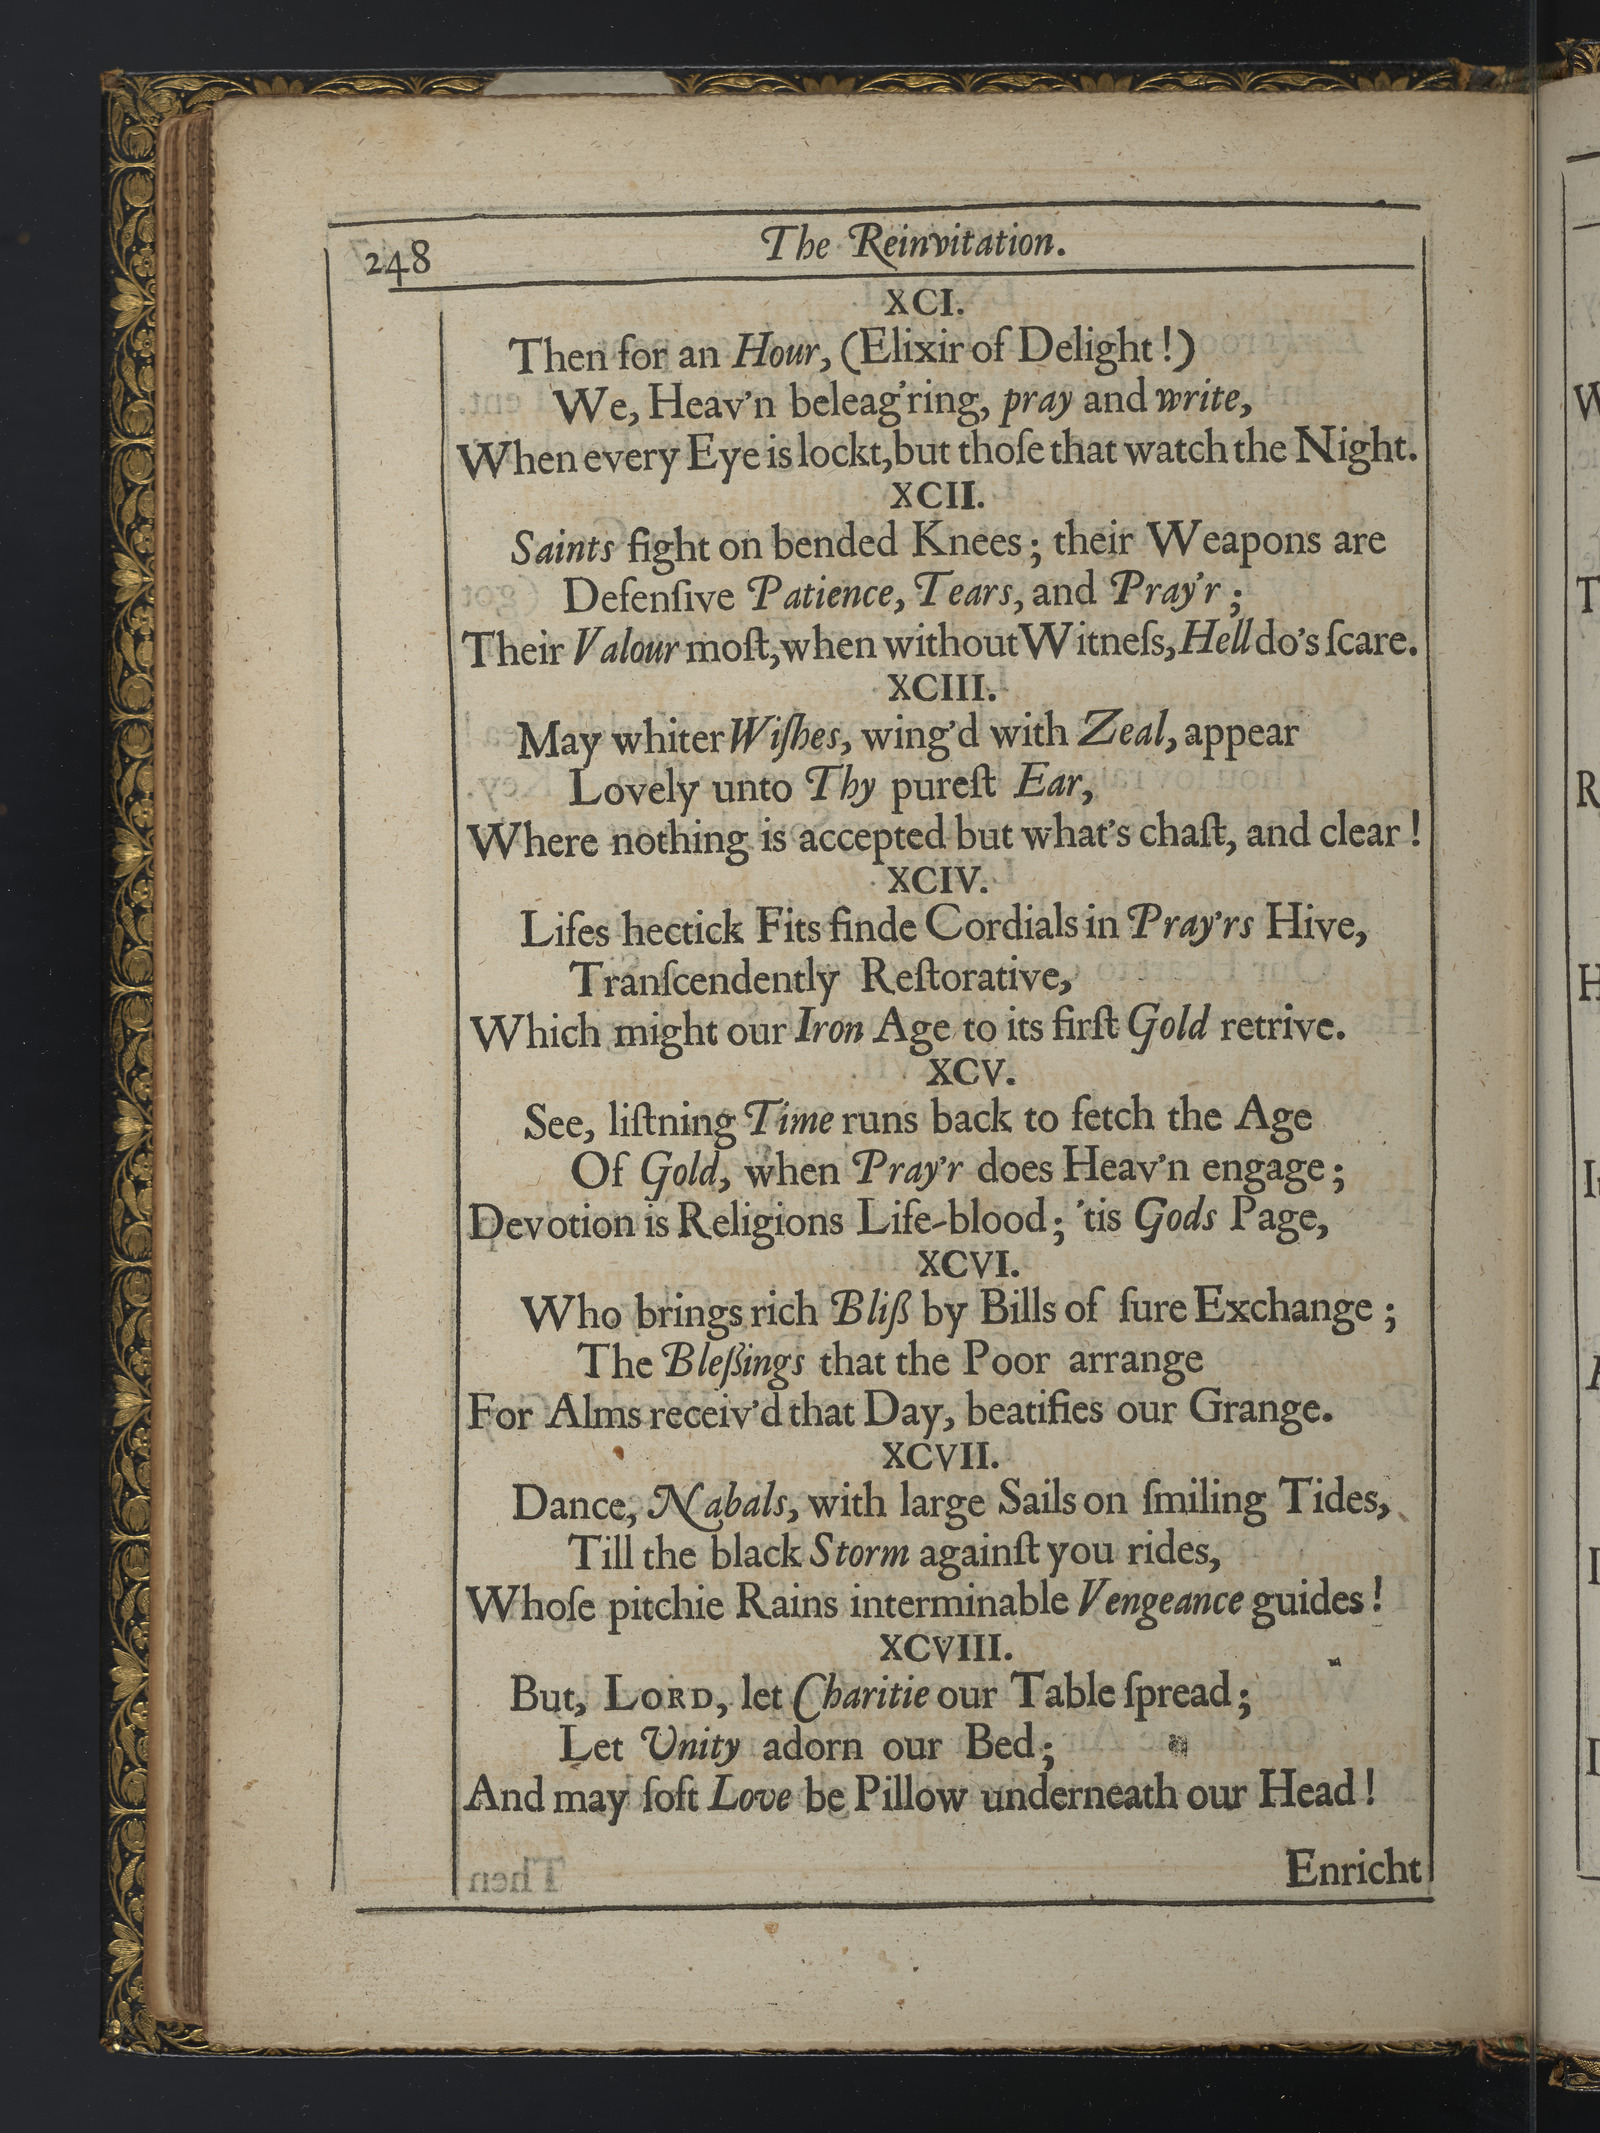 248
The Reinvitation.
XCI.
Then for an Hour, (Elixir of Delight!)
We, Heav'n beleag'ring, pray and write,
When every Eye is lockt, but thoſe that watch the Night.
XCII.
Saints fight on bended Knees; their Weapons are
Defenſive Patience, Tears, and Pray'r;
Their Valour moſt, when without Witneſs, Hell do's ſcare.
XCIII.
May whiter Wiſhes, wing'd with Zeal, appear
Lovely unto Thy pureſt Ear,
Where nothing is accepted but what's chaſt, and clear!
XCIV.
Lifes hectick Fits finde Cordials in Pray'rs Hive,
Tranſcendently Reſtorative,
Which might our Iron Age to its firſt Gold retrive.
XCV.
See, liſtning Time runs back to fetch the Age
Of Gold, when Pray'r does Heav'n engage;
Devotion is Religions Life-blood; 'tis Gods Page,
XCVI.
Who brings rich Bliß by Bills of ſure Exchange;
The Bleßings that the Poor arrange
For Alms receiv'd that Day, beatifies our Grange.
XCVII.
Dance, Nabals, with large Sails on ſmiling Tides,
Till the black Storm againſt you rides,
Whoſe pitchie Rains interminable Vengeance guides!
XCVIII.
But, LORD, let Charitie our Table ſpread;
Let Unity adorn our Bed;
And may ſoft Love be Pillow underneath our Head!
Enricht